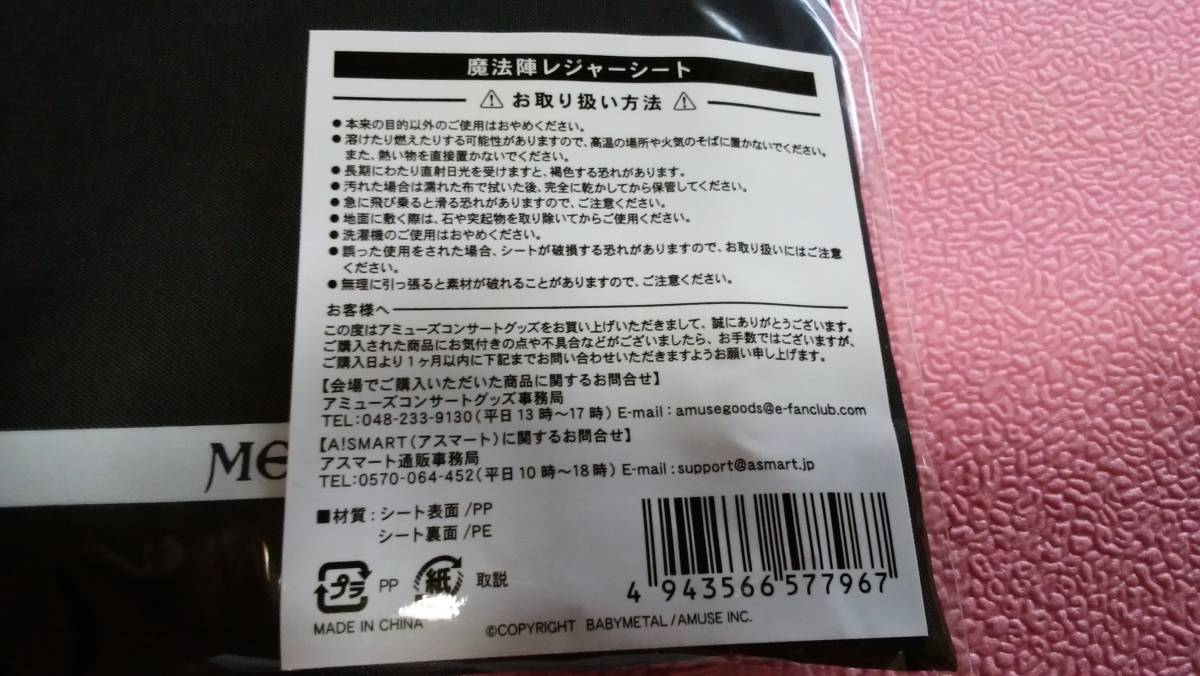 魔法陣レジャーシート
お取り扱い方法
●本来の目的以外のご使用はおやめください。
●溶けたり燃えたりする可能性がありますので、高温の場所や火気のそばに置かないでください。
また、熱い物を直接置かないでください。
●長期にわたり直射日光を受けますと、褐色する恐れがあります。
●汚れた場合は濡れた布で拭いた後、完全に乾かしてから保管してください。
●急に飛び乗ると滑る恐れがありますので、ご注意ください。
●地面に敷く際は、石や突起物を取り除いてからご使用ください。
●洗濯機のご使用はおやめください。
●誤った使用をされた場合、シートが破損する恐れがありますので、お取り扱いにはご注意
ください。
●無理に引っ張ると素材が破れることがありますので、ご注意ください。
お客様へ
この度はアミューズコンサートグッズをお買い上げいただきまして、誠にありがとうございます。
ご購入された商品にお気付きの点や不具合などがございましたら、お手数ではございますが、
ご購入日より1ヶ月以内に下記までお問い合わせいただきますようお願い申し上げます。
【会場でご購入いただいた商品に関するお問合せ】
アミューズコンサートグッズ事務局
TEL:048-233-9130(平日13時〜17時) E-mail:amusegoods@e-fanclub.com
【A!SMART(アスマート)に関するお問合せ】
アスマート通販事務局
TEL:0570-064-452(平日10時〜18時) E-mail:support@asmart.jp
■材質:シート表面/PP
シート裏面/PE
プラ PP 紙 取説
4 943566 577967
MADE IN CHINA
©COPYRIGHT BABYMETAL/AMUSE INC.
ME